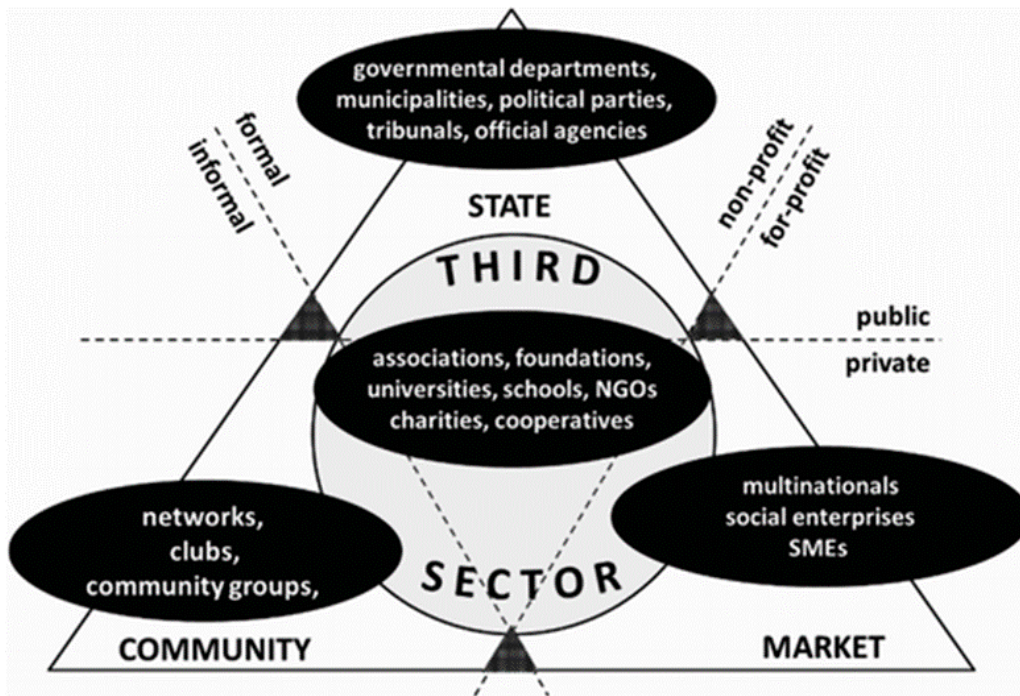 governmental departments,
municipalities, political parties,
tribunals, official agencies
formal
informal
non-profit
for-profit
STATE
THIRD
public
private
associations, foundations,
universities, schools, NGOs
charities, cooperatives
networks,
clubs,
community groups,
multinationals
social enterprises
SMEs
SECTOR
COMMUNITY
MARKET